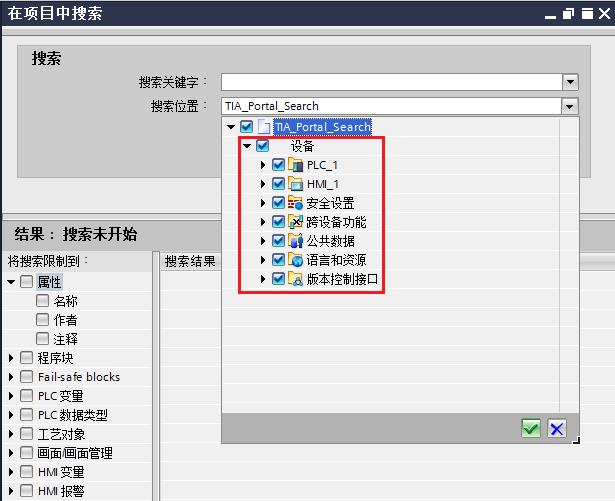 在项目中搜索
搜索
搜索关键字：
搜索位置：
TIA_Portal_Search
TIA_Portal_Search
设备
PLC_1
HMI_1
安全设置
跨设备功能
公共数据
语言和资源
版本控制接口
结果： 搜索未开始
将搜索限制到：
搜索结果
属性
名称
作者
注释
程序块
Fail-safe blocks
PLC 变量
PLC 数据类型
工艺对象
画面/画面管理
HMI 变量
HMI 报警